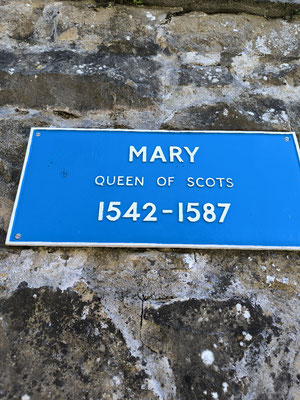 MARY
QUEEN OF SCOTS
1542-1587